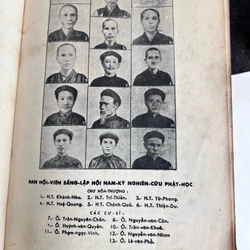 BAN HỘI-VIÊN SÁNG-LẬP HỘI NAM-KỲ NGHIÊN-CỨU PHẬT-HỌC
CHƯ HÒA-THƯỢNG:
1.- H.T. Khánh-Hòa. 2.- H.T. Trí-Thiền. 3.- H.T. Từ-Phong.
4.- H.T. Huệ-Quang. 5.- H.T. Chánh-Quả. 6.- H.T. Thiện-Dư.
CÁC CƯ-SĨ:
7.- Ô. Trần-Nguyên-Chấn. 8.- Ô. Nguyễn-văn-Cần.
9.- Ô. Huỳnh-văn-Quyền. 10.- Ô. Trần-văn-Khuê.
11.- Ô. Phạm-ngọc-Vinh. 12.- Ô. Nguyễn-văn-Nhơn.
13.- Ô. Lê-văn-Phổ.